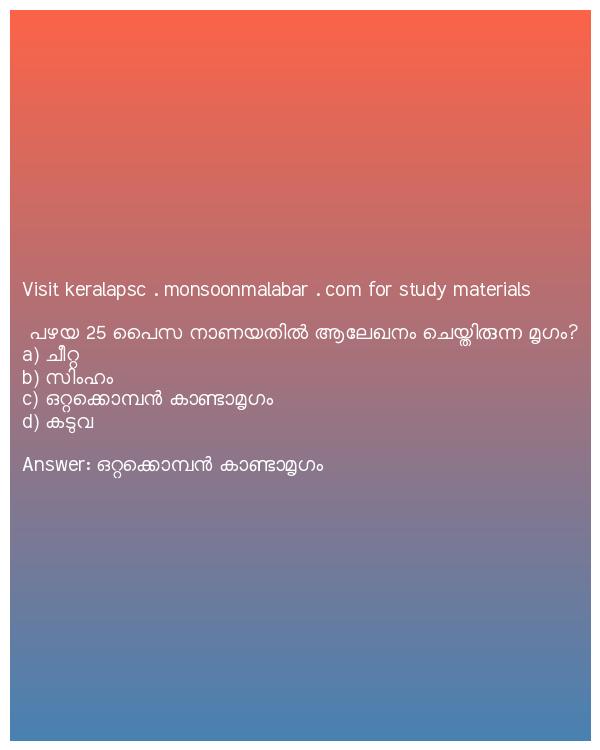 Visit keralapsc . monsoonmalabar . com for study materials
പഴയ 25 പൈസ നാണയതിൽ ആലേഖനം ചെയ്തിരുന്ന മൃഗം?
a) ചീറ്റ
b) സിംഹം
c) ഒറ്റക്കൊമ്പൻ കാണ്ടാമൃഗം
d) കടുവ
Answer: ഒറ്റക്കൊമ്പൻ കാണ്ടാമൃഗം